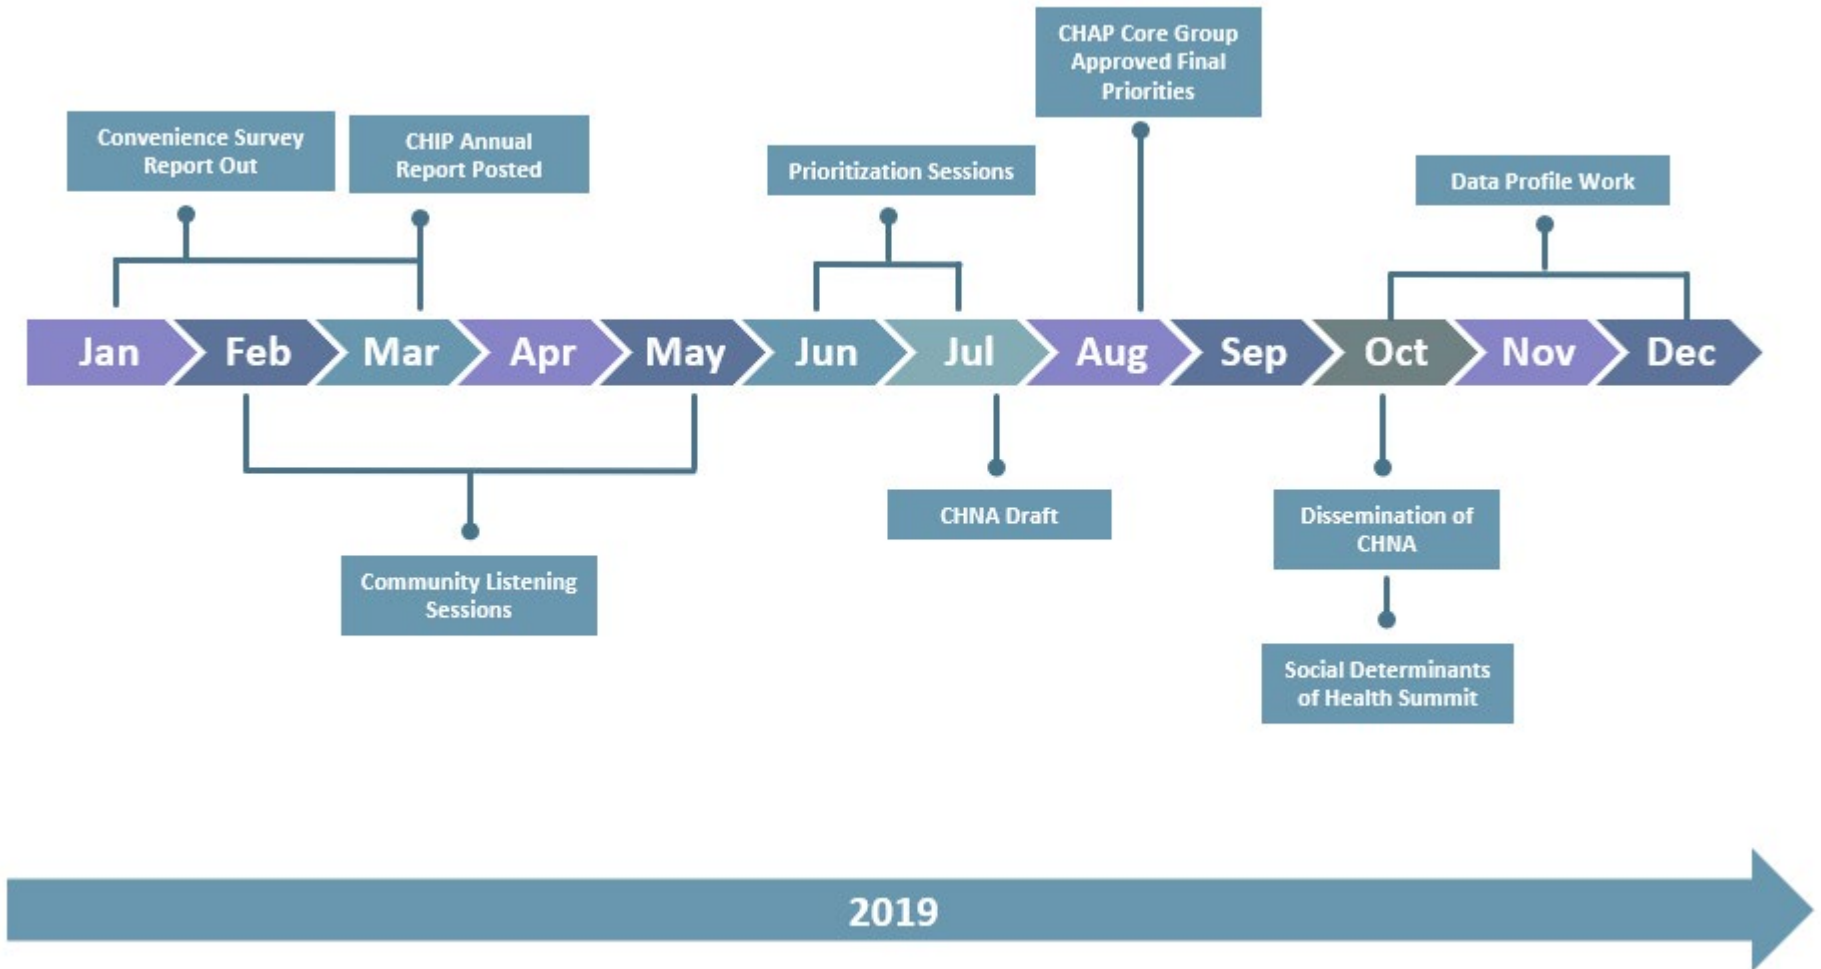 CHAP Core Group
Approved Final
Priorities
Convenience Survey
Report Out
CHIP Annual
Report Posted
Prioritization Sessions
Data Profile Work
Jan
Feb
Mar
Apr
May
Jun
Jul
Aug
Sep
Oct
Nov
Dec
CHNA Draft
Dissemination of
CHNA
Community Listening
Sessions
Social Determinants
of Health Summit
2019